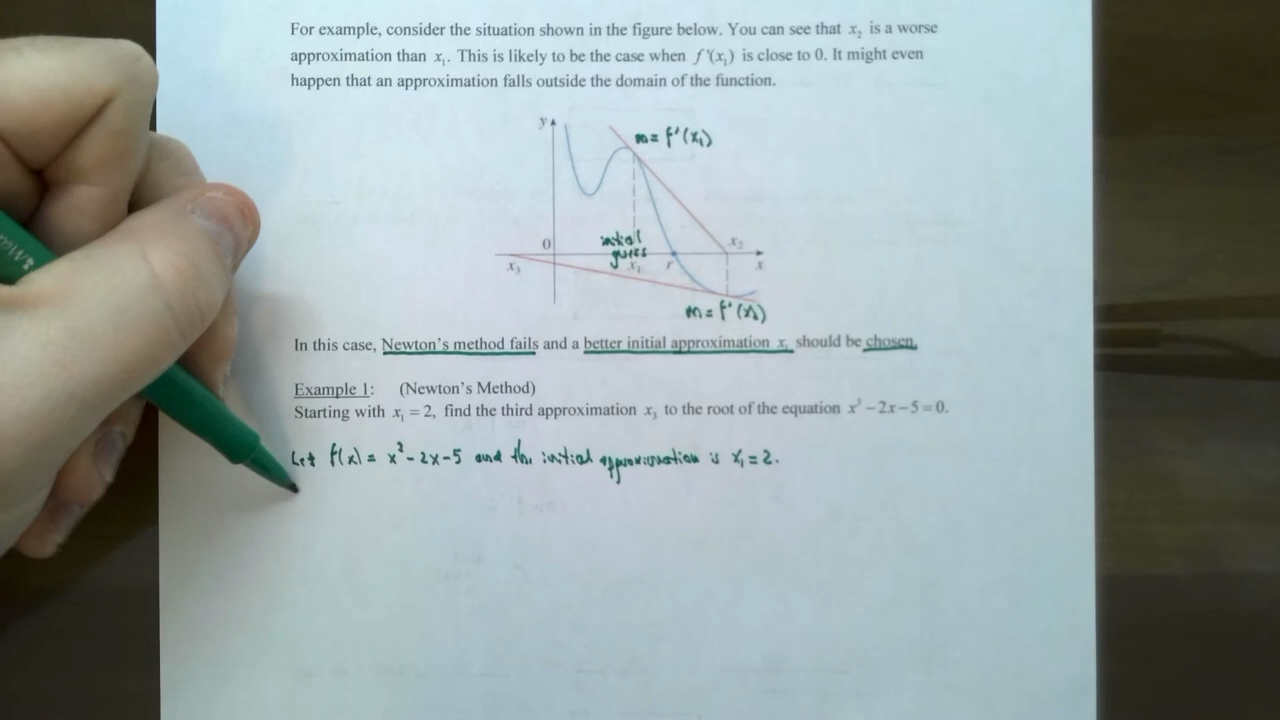 For example, consider the situation shown in the figure below. You can see that x₂ is a worse
approximation than x₁. This is likely to be the case when f'(x₁) is close to 0. It might even
happen that an approximation falls outside the domain of the function.
y
m = f'(x₁)
0
initial
guess
x₂
x₃
x₁
r
x
m = f'(x₂)
In this case, Newton's method fails and a better initial approximation x₁ should be chosen.
Example 1: (Newton's Method)
Starting with x₁ = 2, find the third approximation x₃ to the root of the equation x³ – 2x – 5 = 0.
Let f(x) = x³ - 2x - 5 and the initial approximation is x₁ = 2.